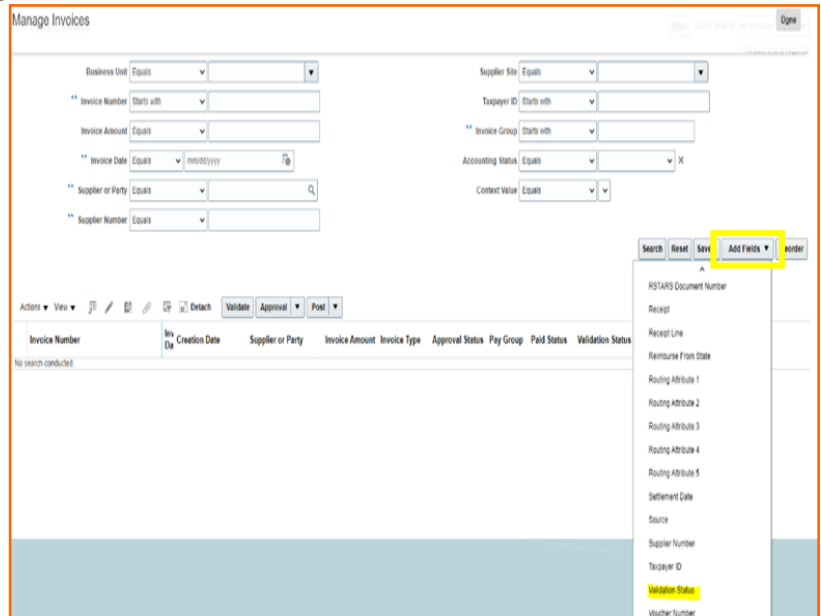 Manage Invoices
Done
Business Unit Equals
Supplier Site Equals
** Invoice Number Starts with
Taxpayer ID Starts with
Invoice Amount Equals
** Invoice Group Starts with
** Invoice Date Equals mm/dd/yyyy
Accounting Status Equals X
** Supplier or Party Equals
Context Value Equals
** Supplier Number Equals
Search Reset Save Add Fields ▼ eorder
RSTARS Document Number
Receipt
Receipt Line
Reimburse From State
Routing Attribute 1
Routing Attribute 2
Routing Attribute 3
Routing Attribute 4
Routing Attribute 5
Settlement Date
Source
Supplier Number
Taxpayer ID
Validation Status
Voucher Number
Actions ▼ View ▼ Detach Validate Approval ▼ Post ▼
Invoice Number Inv Da Creation Date Supplier or Party Invoice Amount Invoice Type Approval Status Pay Group Paid Status Validation Status
No search conducted